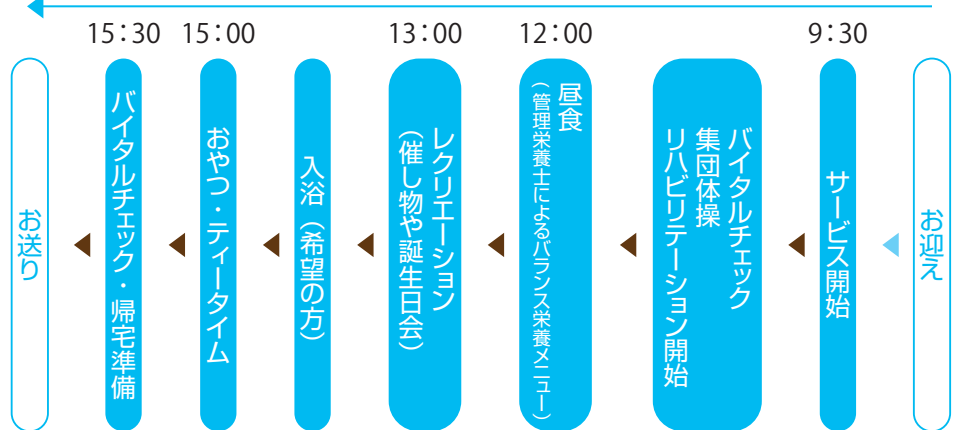 お迎え
9:30
サービス開始
バイタルチェック
集団体操
リハビリテーション開始
12:00
昼食
（管理栄養士によるバランス栄養メニュー）
13:00
レクリエーション
（催し物や誕生日会）
入浴（希望の方）
15:00
おやつ・ティータイム
15:30
バイタルチェック・帰宅準備
お送り